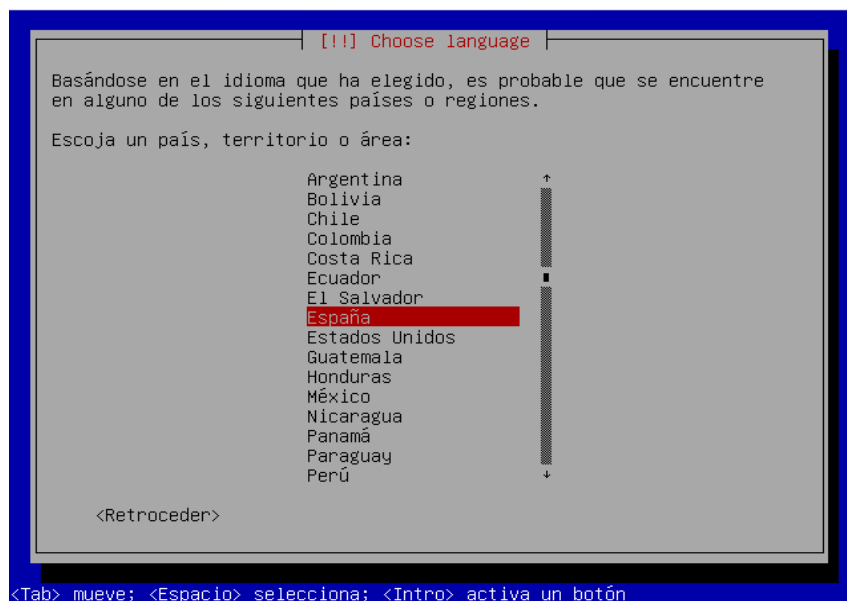 [!!] Choose language
Basándose en el idioma que ha elegido, es probable que se encuentre
en alguno de los siguientes países o regiones.
Escoja un país, territorio o área:
Argentina
Bolivia
Chile
Colombia
Costa Rica
Ecuador
El Salvador
España
Estados Unidos
Guatemala
Honduras
México
Nicaragua
Panamá
Paraguay
Perú
<Retroceder>
<Tab> mueve; <Espacio> selecciona; <Intro> activa un botón